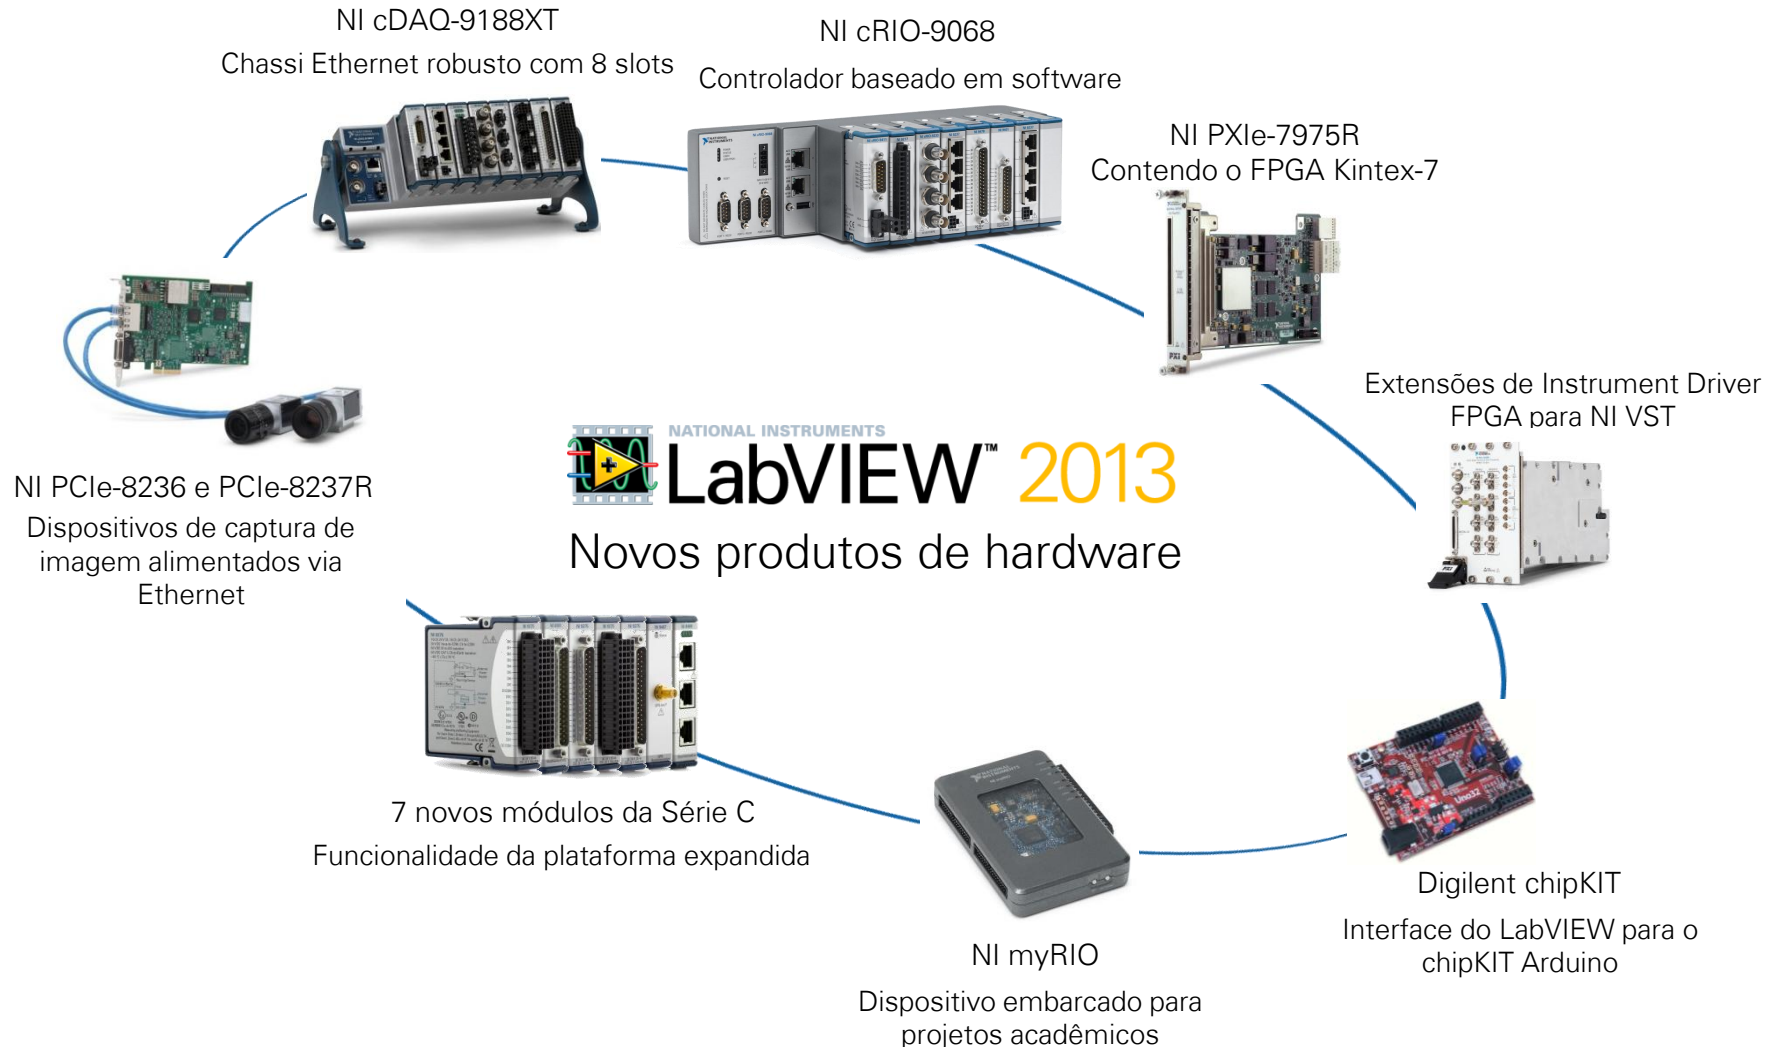 NI cDAQ-9188XT
Chassi Ethernet robusto com 8 slots
NI cRIO-9068
Controlador baseado em software
NI PXIe-7975R
Contendo o FPGA Kintex-7
Extensões de Instrument Driver
FPGA para NI VST
NATIONAL INSTRUMENTS
LabVIEW™ 2013
Novos produtos de hardware
NI PCIe-8236 e PCIe-8237R
Dispositivos de captura de
imagem alimentados via
Ethernet
7 novos módulos da Série C
Funcionalidade da plataforma expandida
NI myRIO
Dispositivo embarcado para
projetos acadêmicos
Uno32
Digilent chipKIT
Interface do LabVIEW para o
chipKIT Arduino